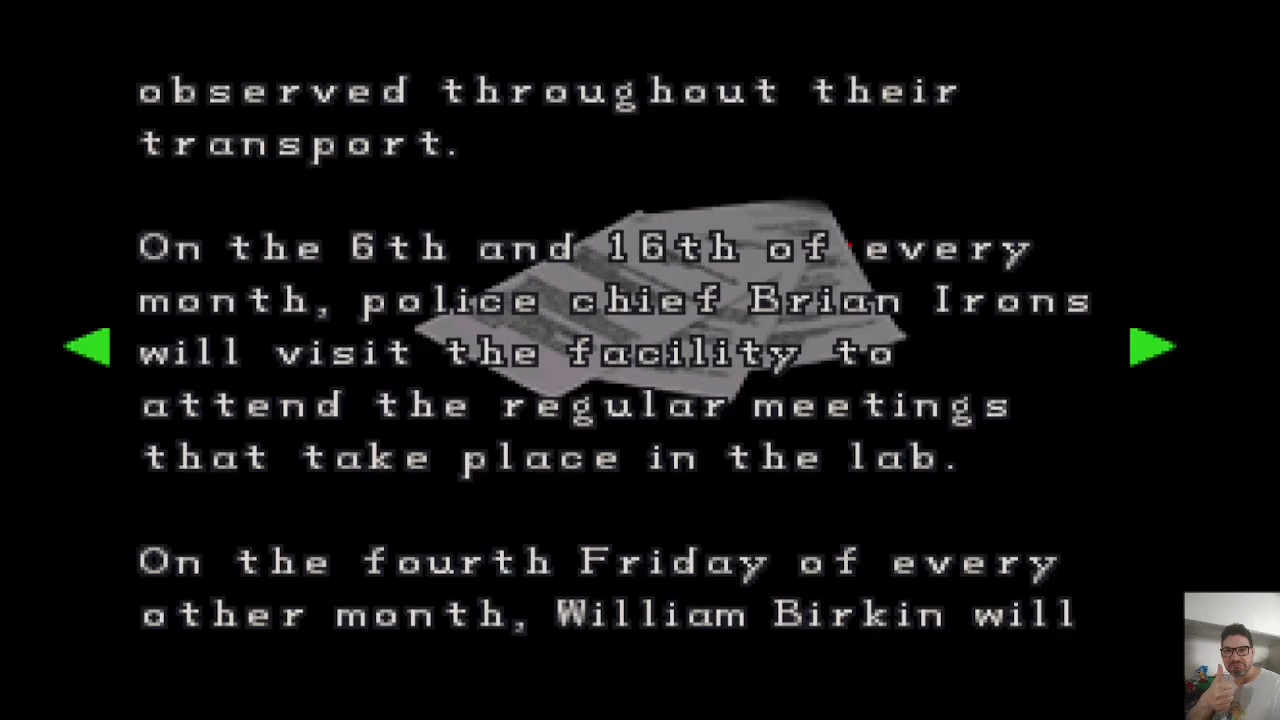 observed throughout their
transport.
On the 6th and 16th of every
month, police chief Brian Irons
will visit the facility to
attend the regular meetings
that take place in the lab.
On the fourth Friday of every
other month, William Birkin will